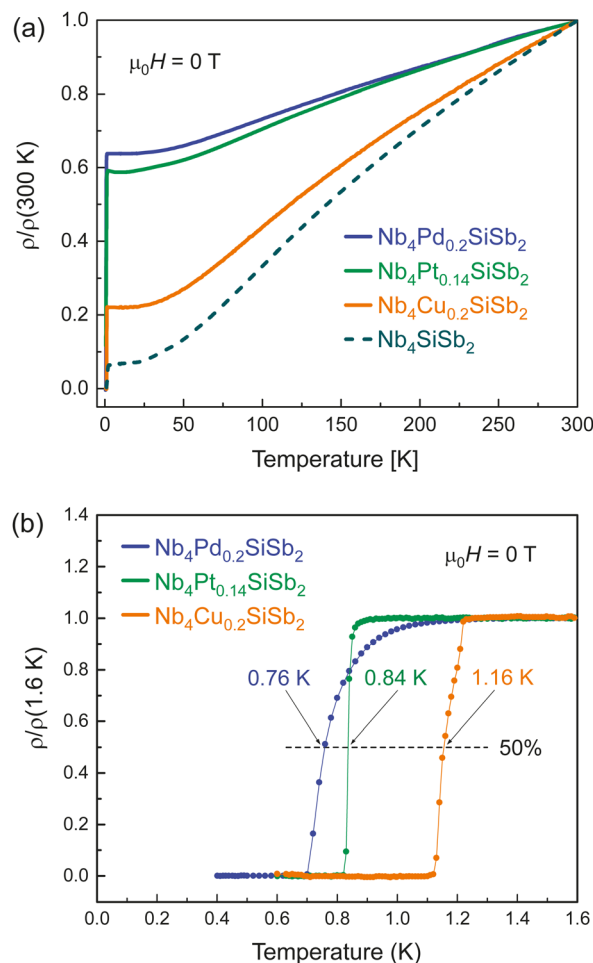 (a)
μ₀H = 0 T
ρ/ρ(300 K)
1.0
0.8
0.6
0.4
0.2
0.0
Nb₄Pd₀.₂SiSb₂
Nb₄Pt₀.₁₄SiSb₂
Nb₄Cu₀.₂SiSb₂
Nb₄SiSb₂
0 50 100 150 200 250 300
Temperature [K]
(b)
1.4
1.2
1.0
0.8
0.6
0.4
0.2
0.0
ρ/ρ(1.6 K)
Nb₄Pd₀.₂SiSb₂
Nb₄Pt₀.₁₄SiSb₂
Nb₄Cu₀.₂SiSb₂
μ₀H = 0 T
0.76 K 0.84 K 1.16 K
50%
0.0 0.2 0.4 0.6 0.8 1.0 1.2 1.4 1.6
Temperature (K)